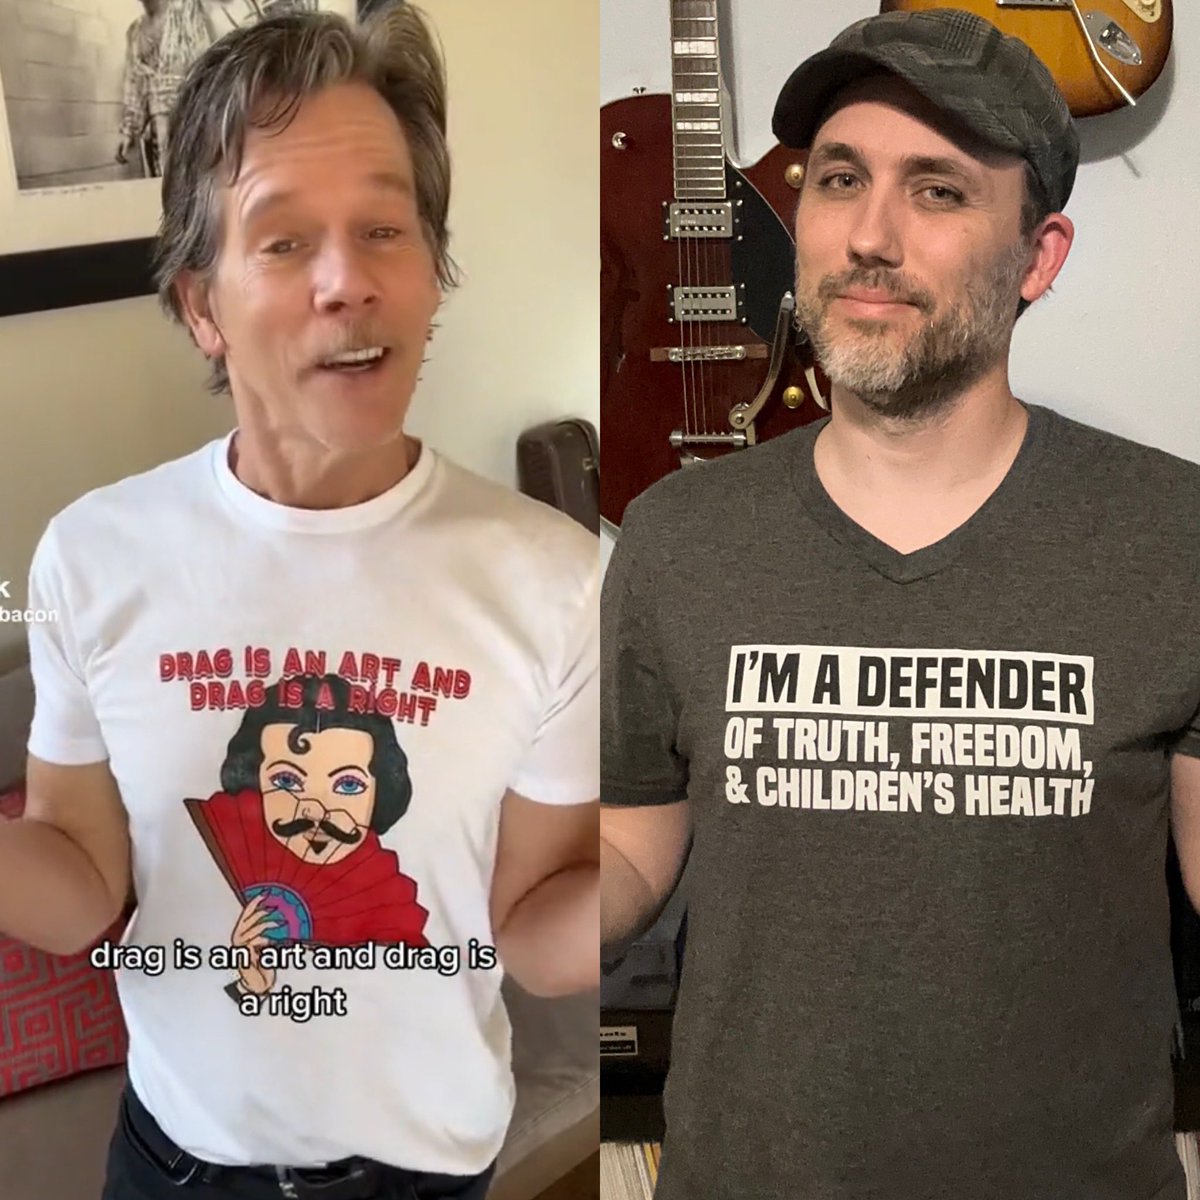 k
bacon
DRAG IS AN ART AND
DRAG IS A RIGHT
drag is an art and drag is
a right
I'M A DEFENDER
OF TRUTH, FREEDOM,
& CHILDREN'S HEALTH